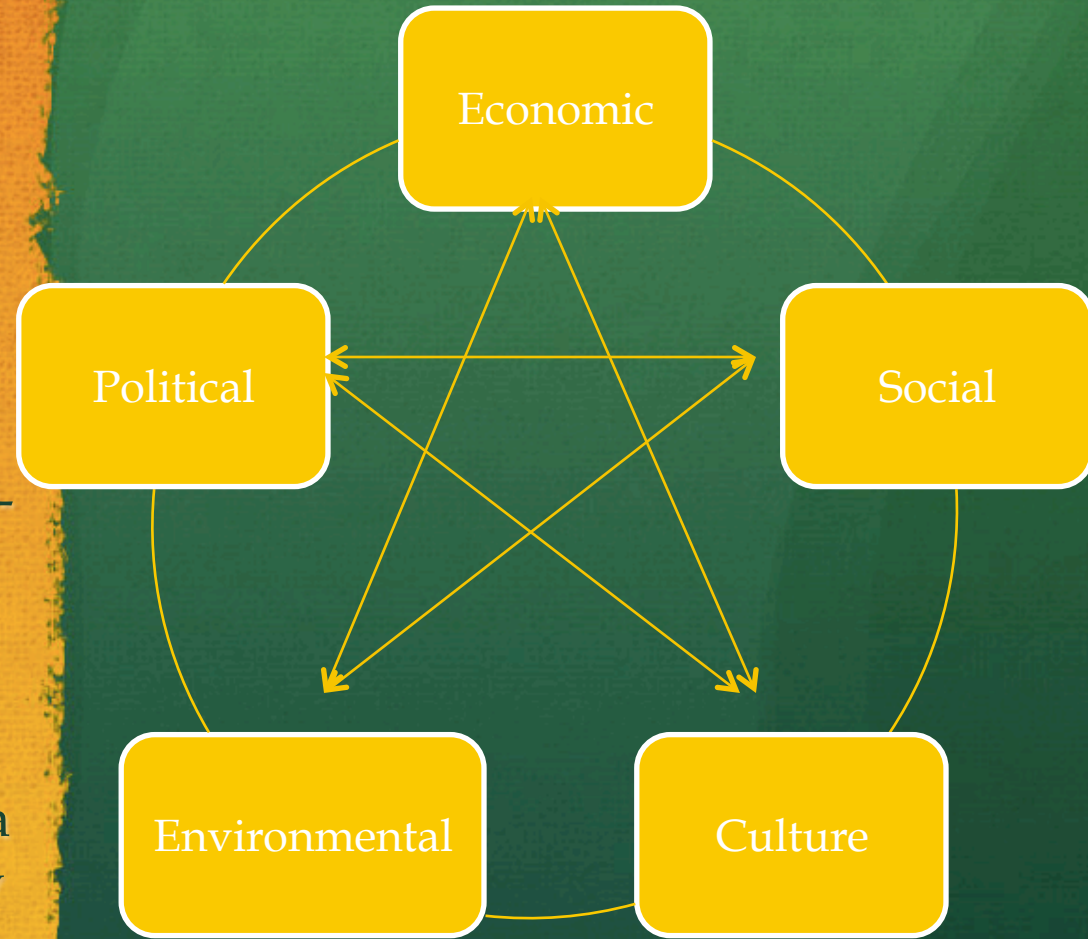 Economic
Political
Social
-
a
y
Environmental
Culture